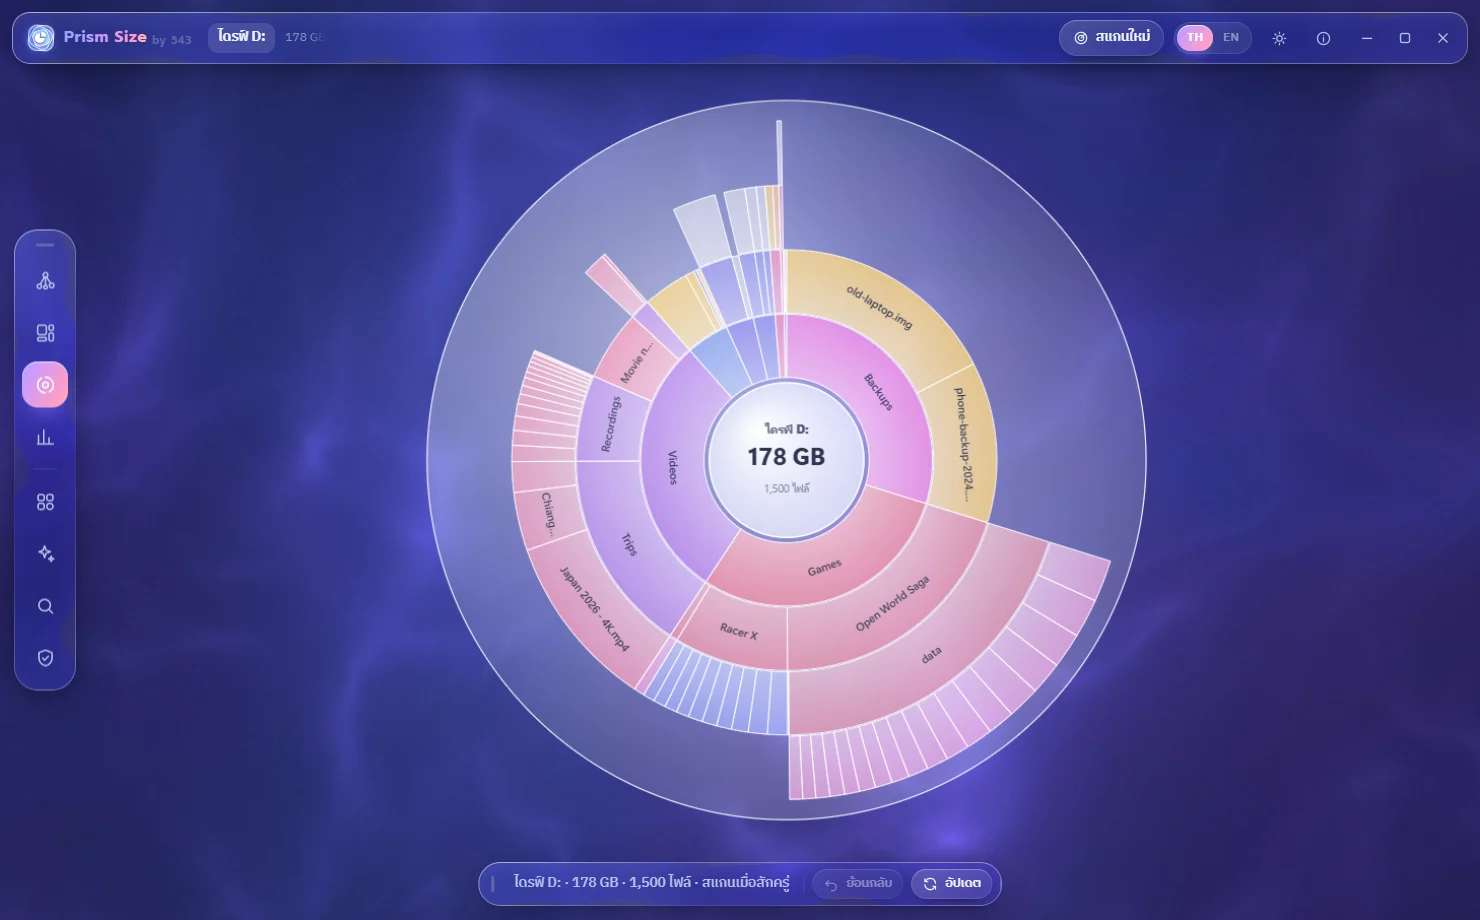 Prism Size by 543
ไดรฟ์ D:
178 GB
สแกนใหม่
TH
EN
old-laptop.img
Backups
phone-backup-2024....
Movie n...
Recordings
Videos
Trips
Chiang...
Japan 2026 - 4K.mp4
Games
Racer X
Open World Saga
data
ไดรฟ์ D:
178 GB
1,500 ไฟล์
ไดรฟ์ D: · 178 GB · 1,500 ไฟล์ · สแกนเมื่อสักครู่
ย้อนกลับ
อัปเดต